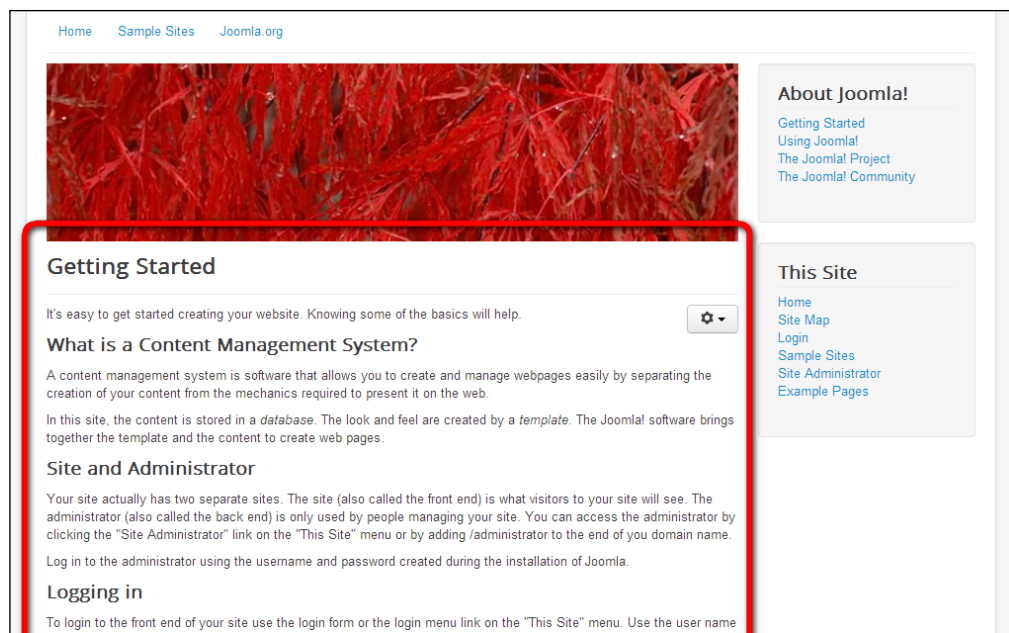 Home Sample Sites Joomla.org
About Joomla!
Getting Started
Using Joomla!
The Joomla! Project
The Joomla! Community
Getting Started
It's easy to get started creating your website. Knowing some of the basics will help.
What is a Content Management System?
A content management system is software that allows you to create and manage webpages easily by separating the
creation of your content from the mechanics required to present it on the web.
In this site, the content is stored in a database. The look and feel are created by a template. The Joomla! software brings
together the template and the content to create web pages.
Site and Administrator
Your site actually has two separate sites. The site (also called the front end) is what visitors to your site will see. The
administrator (also called the back end) is only used by people managing your site. You can access the administrator by
clicking the "Site Administrator" link on the "This Site" menu or by adding /administrator to the end of you domain name.
Log in to the administrator using the username and password created during the installation of Joomla.
Logging in
To login to the front end of your site use the login form or the login menu link on the "This Site" menu. Use the user name
This Site
Home
Site Map
Login
Sample Sites
Site Administrator
Example Pages